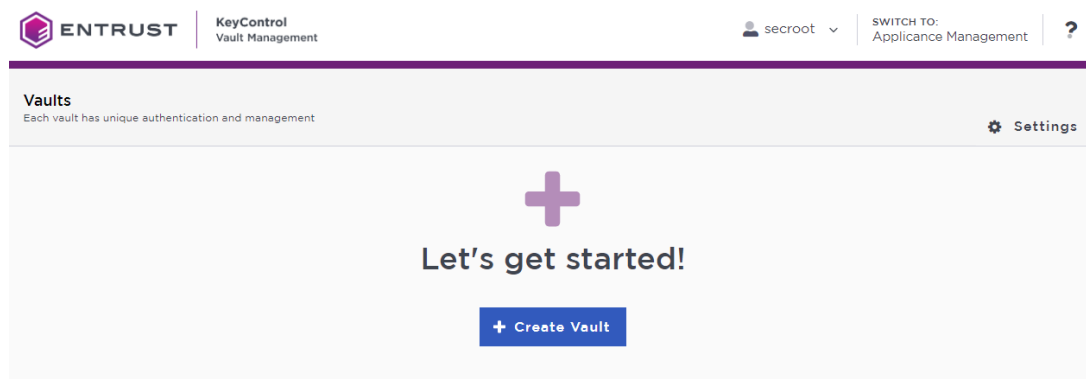 ENTRUST
KeyControl
Vault Management
secroot
SWITCH TO:
Applicance Management
?
Vaults
Each vault has unique authentication and management
Settings
Let's get started!
+ Create Vault